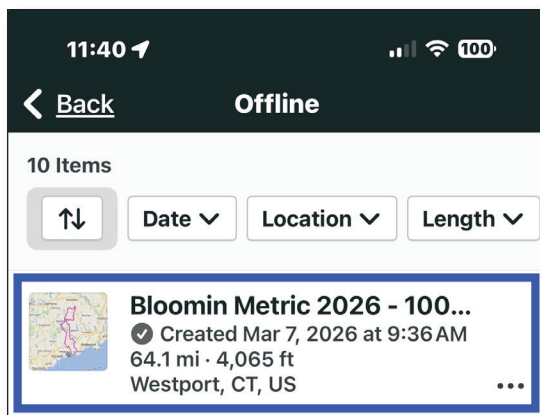 11:40
100
Back
Offline
10 Items
Date
Location
Length
Bloomin Metric 2026 - 100...
Created Mar 7, 2026 at 9:36 AM
64.1 mi · 4,065 ft
Westport, CT, US